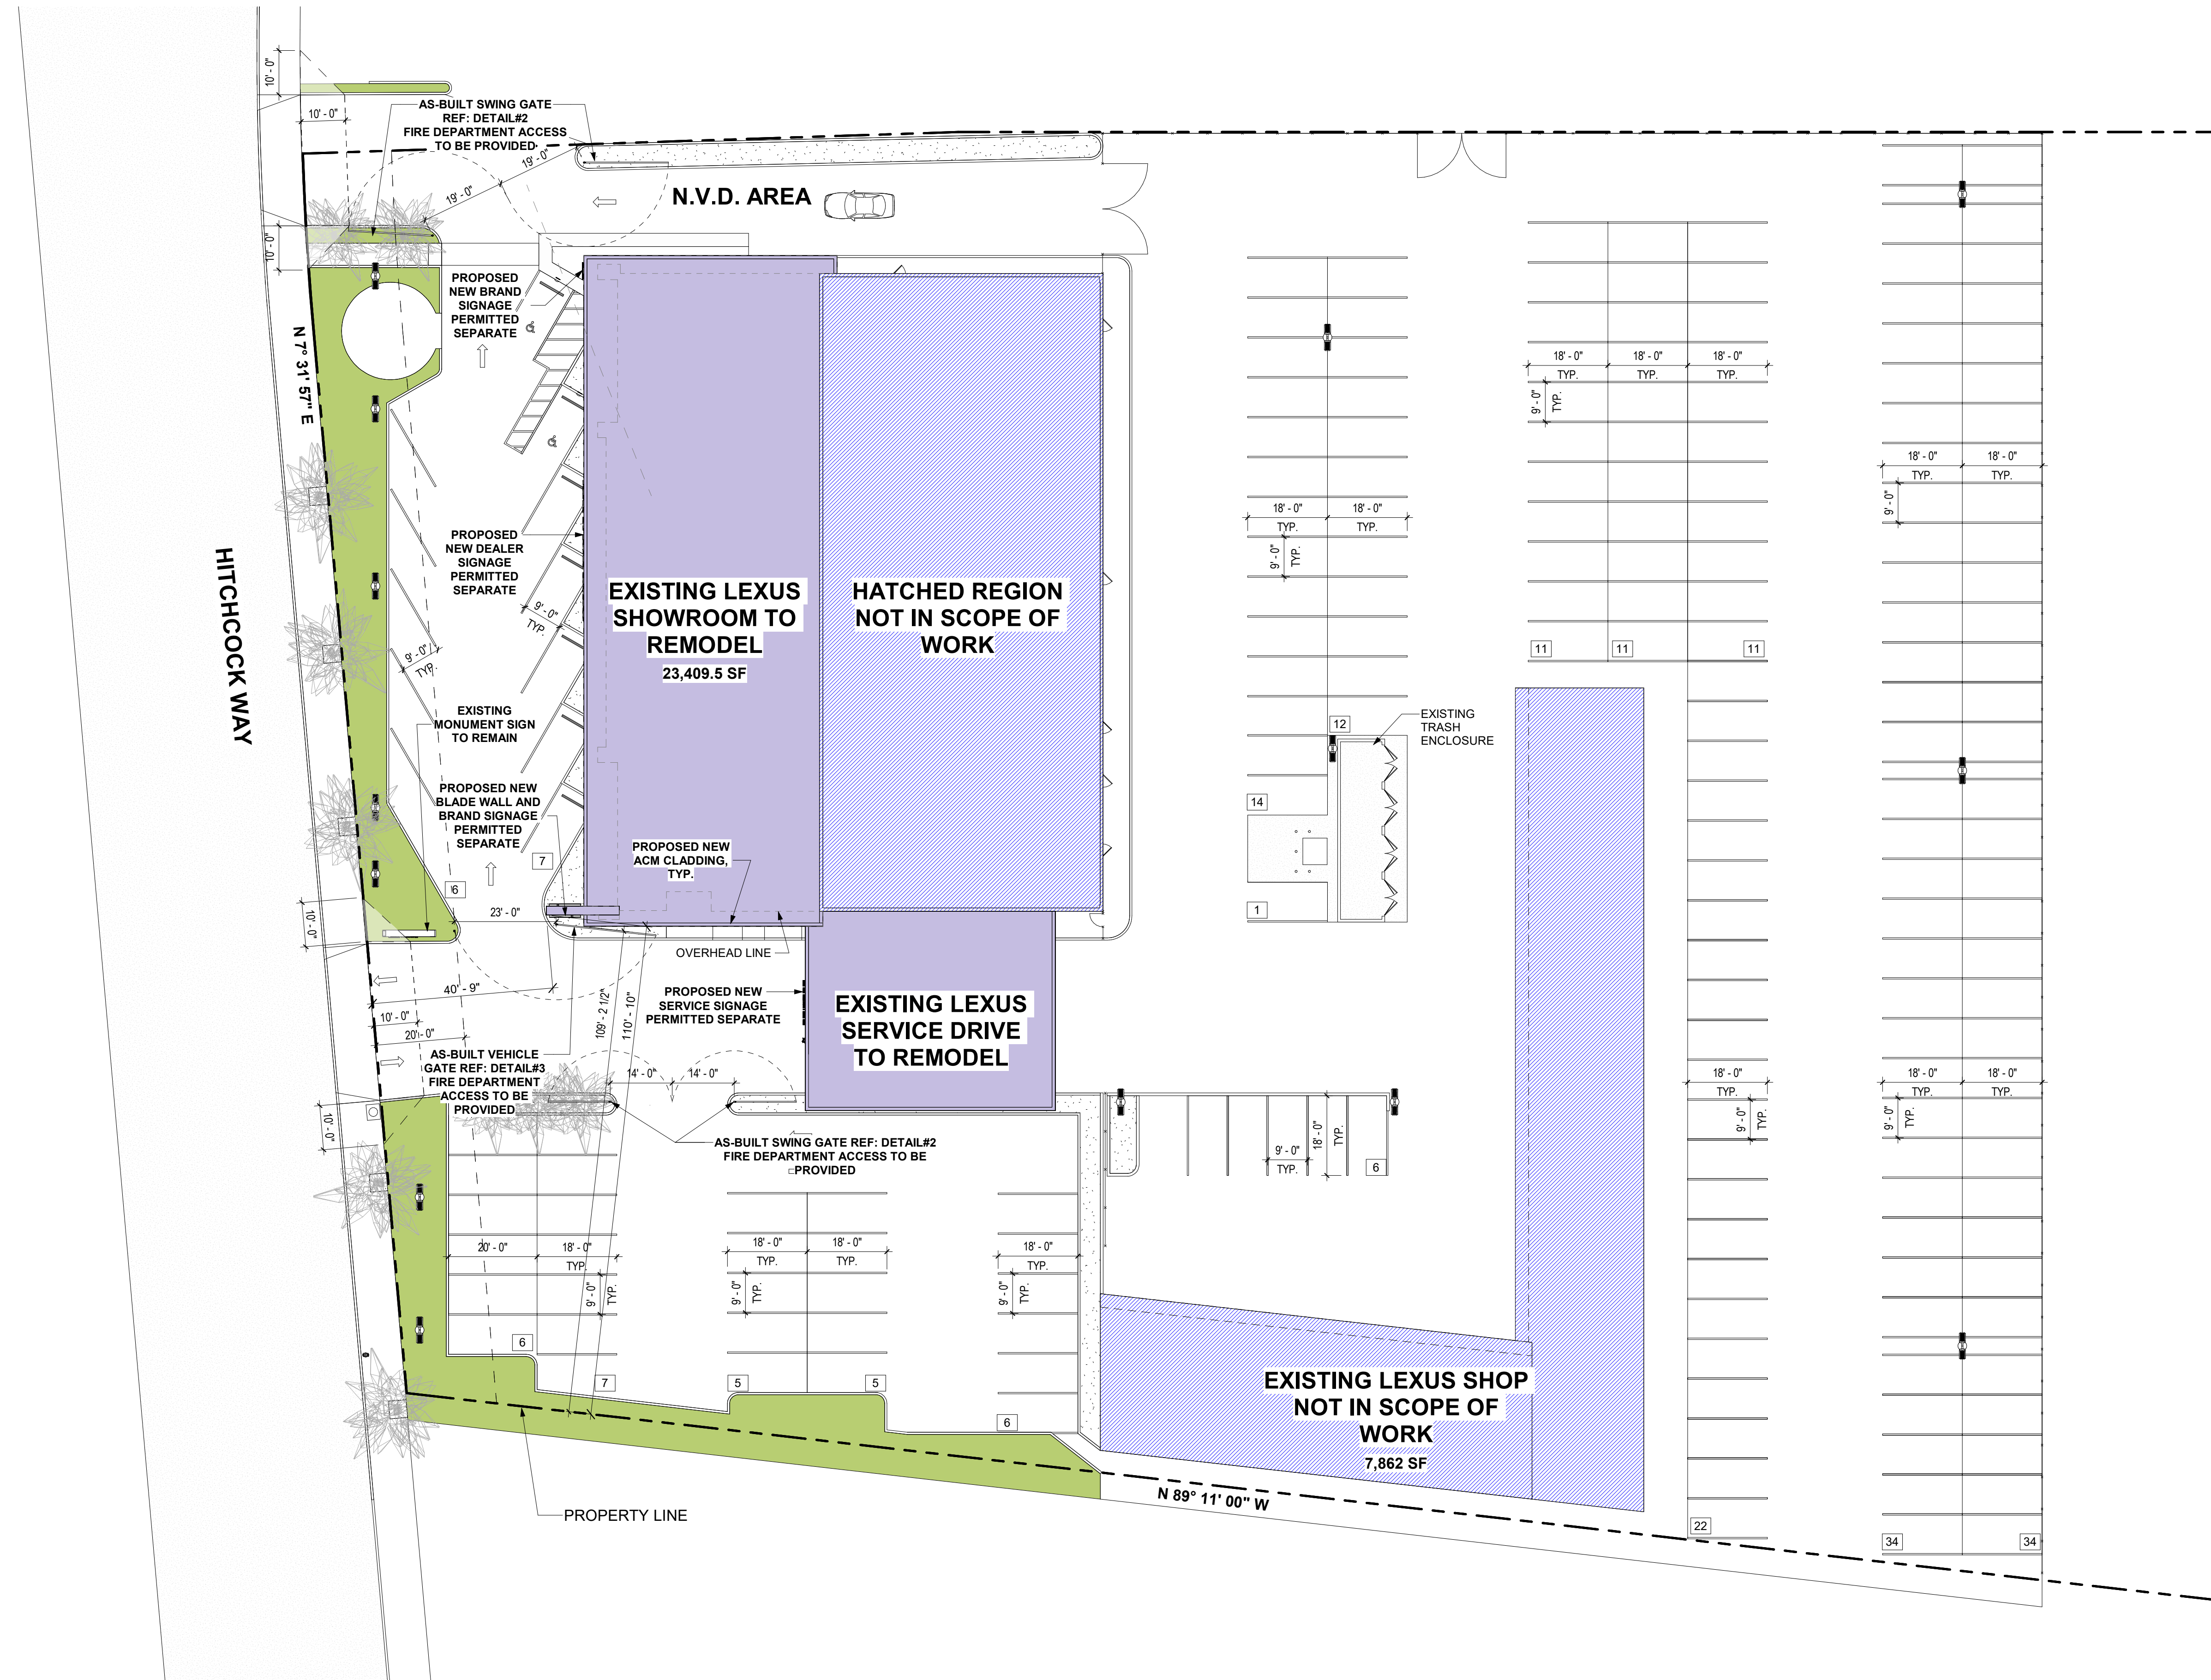 10' - 0"
10' - 0"
AS-BUILT SWING GATE
REF: DETAIL#2
FIRE DEPARTMENT ACCESS
TO BE PROVIDED
19' - 0"
19' - 0"
N.V.D. AREA
10' - 0"
PROPOSED
NEW BRAND
SIGNAGE
PERMITTED
SEPARATE
N 7° 31' 57" E
HITCHCOCK WAY
PROPOSED
NEW DEALER
SIGNAGE
PERMITTED
SEPARATE
9' - 0"
TYP.
9' - 0"
TYP.
EXISTING
MONUMENT SIGN
TO REMAIN
PROPOSED NEW
BLADE WALL AND
BRAND SIGNAGE
PERMITTED
SEPARATE
7
6
23' - 0"
10' - 0"
EXISTING LEXUS
SHOWROOM TO
REMODEL
23,409.5 SF
HATCHED REGION
NOT IN SCOPE OF
WORK
PROPOSED NEW
ACM CLADDING,
TYP.
OVERHEAD LINE
40' - 9"
10' - 0"
20' - 0"
109' - 2 1/2"
110' - 10"
PROPOSED NEW
SERVICE SIGNAGE
PERMITTED SEPARATE
EXISTING LEXUS
SERVICE DRIVE
TO REMODEL
AS-BUILT VEHICLE
GATE REF: DETAIL#3
FIRE DEPARTMENT
ACCESS TO BE
PROVIDED
14' - 0"
14' - 0"
10' - 0"
AS-BUILT SWING GATE REF: DETAIL#2
FIRE DEPARTMENT ACCESS TO BE
PROVIDED
20' - 0"
18' - 0"
TYP.
9' - 0"
TYP.
18' - 0"
18' - 0"
TYP.
TYP.
9' - 0"
TYP.
18' - 0"
TYP.
9' - 0"
TYP.
6
7
5
5
6
PROPERTY LINE
18' - 0"
18' - 0"
TYP.
TYP.
9' - 0"
TYP.
12
EXISTING
TRASH
ENCLOSURE
14
1
9' - 0"
TYP.
18' - 0"
TYP.
6
EXISTING LEXUS SHOP
NOT IN SCOPE OF
WORK
7,862 SF
N 89° 11' 00" W
18' - 0"
18' - 0"
18' - 0"
TYP.
TYP.
TYP.
9' - 0"
TYP.
11
11
11
18' - 0"
TYP.
9' - 0"
TYP.
22
18' - 0"
18' - 0"
TYP.
TYP.
9' - 0"
18' - 0"
18' - 0"
TYP.
TYP.
9' - 0"
TYP.
34
34